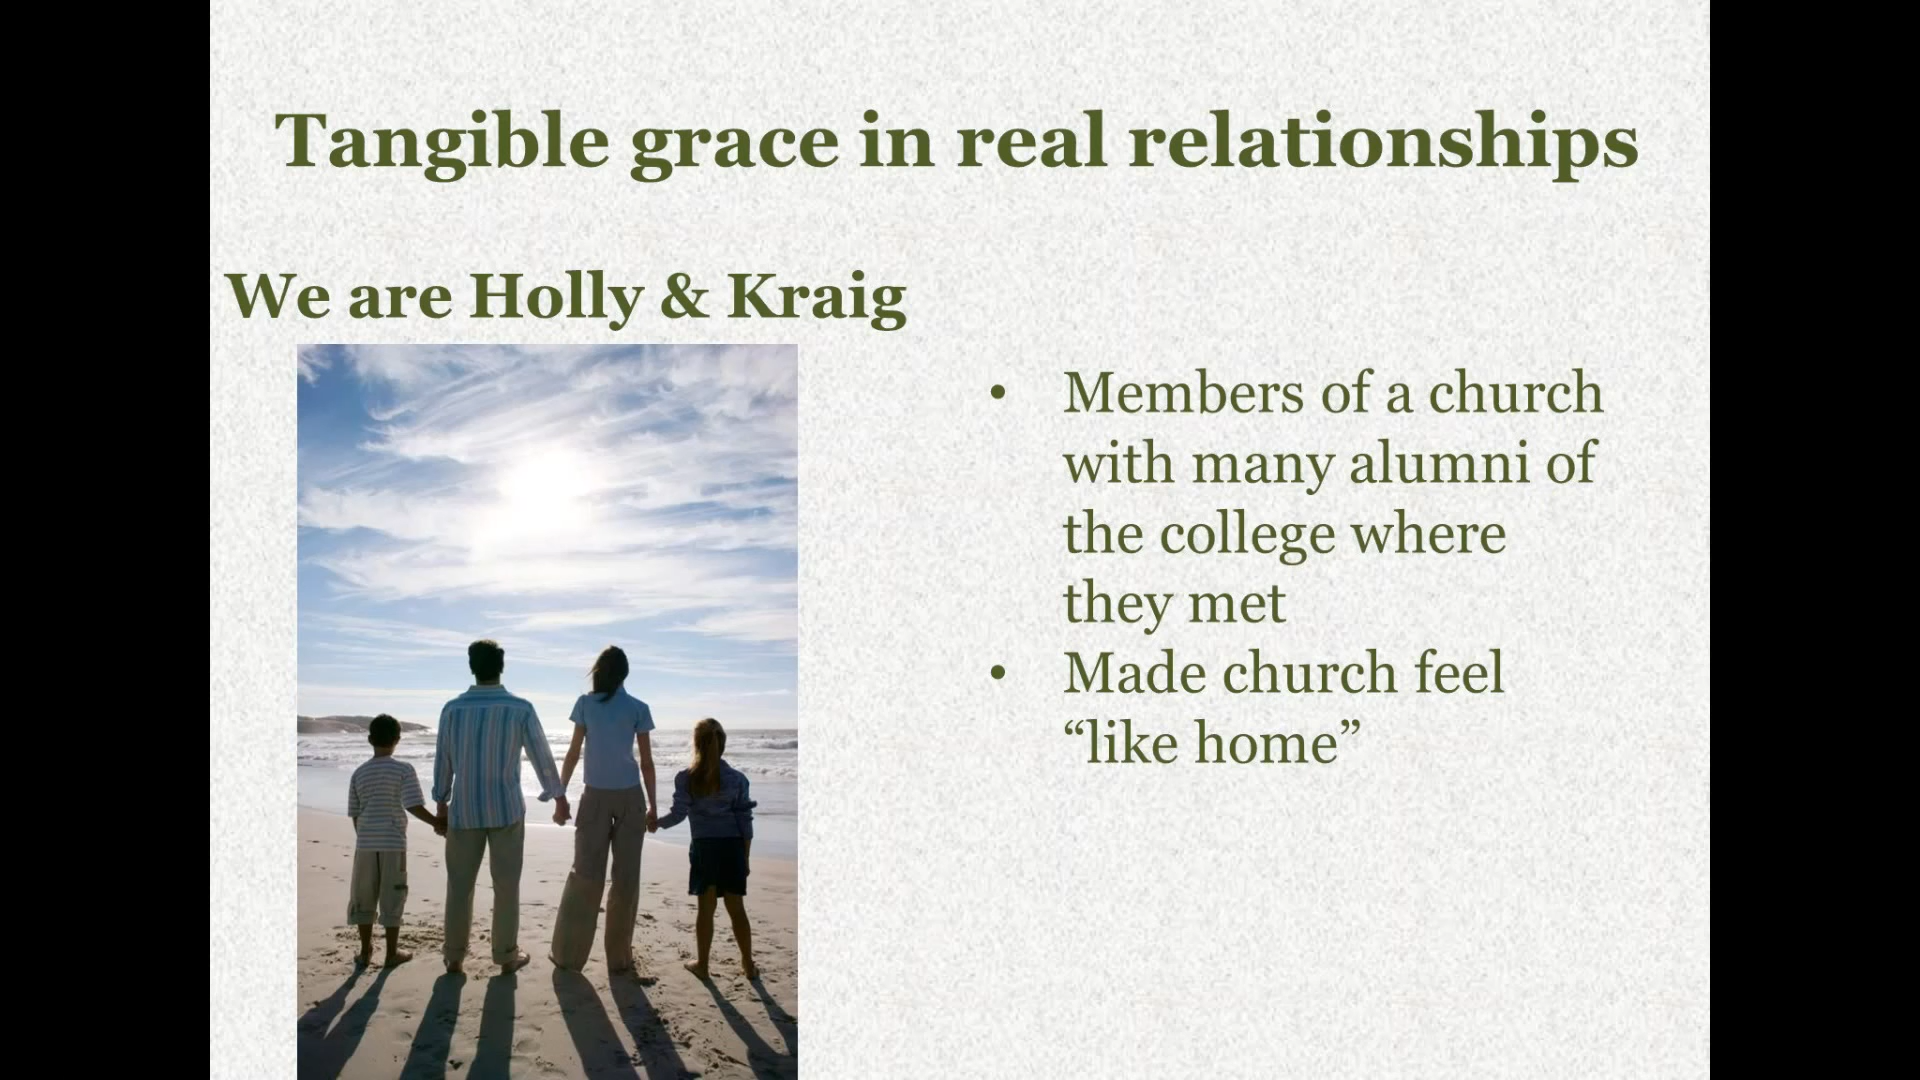 Tangible grace in real relationships
We are Holly & Kraig
• Members of a church
with many alumni of
the college where
they met
• Made church feel
“like home”